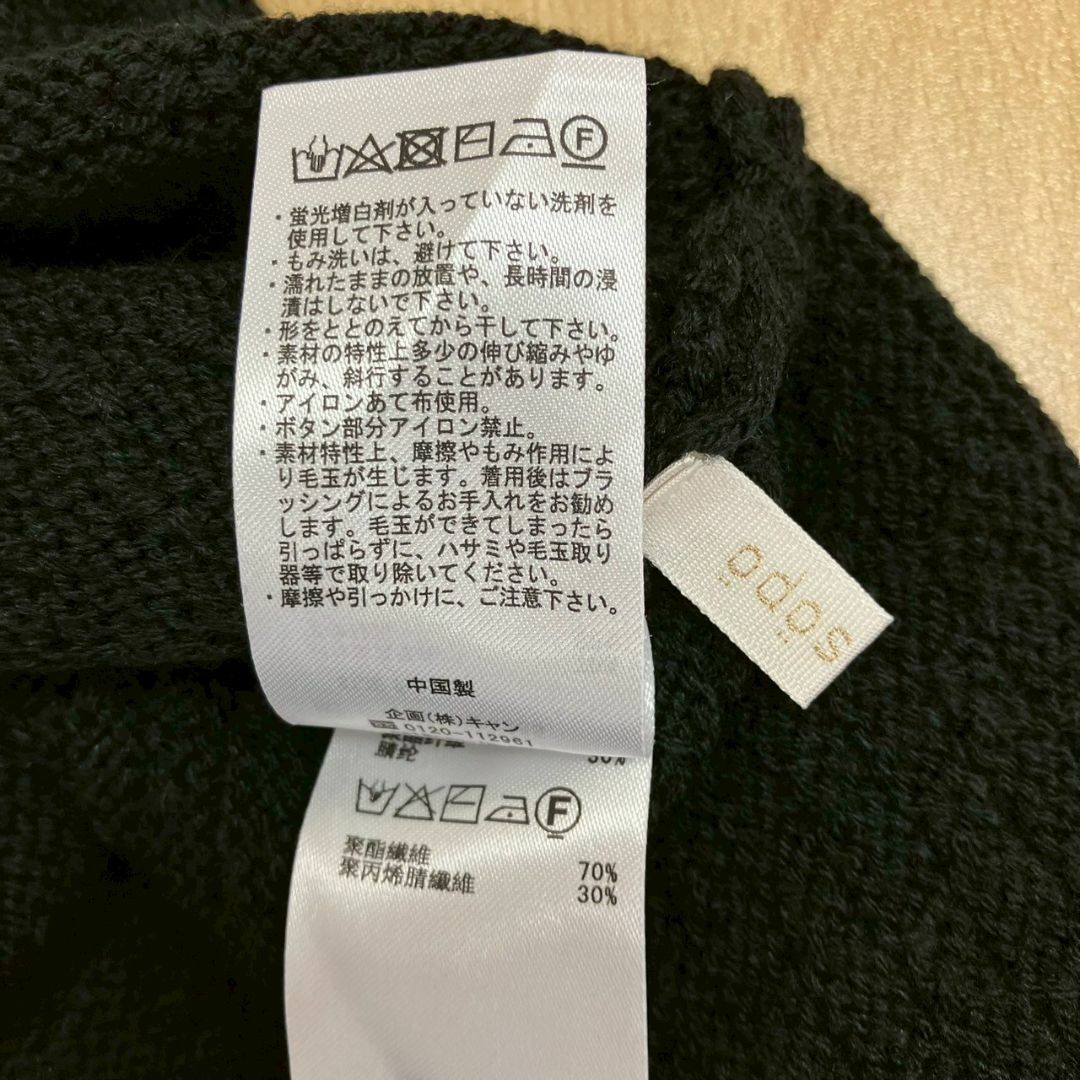 F
・蛍光増白剤が入っていない洗剤を
使用して下さい。
・もみ洗いは、避けて下さい。
・濡れたままの放置や、長時間の浸
漬はしないで下さい。
・形をととのえてから干して下さい。
・素材の特性上多少の伸び縮みやゆ
がみ、斜行することがあります。
・アイロンあて布使用。
・ボタン部分アイロン禁止。
・素材特性上、摩擦やもみ作用によ
り毛玉が生じます。着用後はブラ
ッシングによるお手入れをお勧め
します。毛玉ができてしまったら
引っぱらずに、ハサミや毛玉取り
器等で取り除いてください。
・摩擦や引っかけに、ご注意下さい。
中国製
企画(株)キャン
0120-112961
30%
F
聚酯纖維 70%
聚丙烯腈纖維 30%
sopo